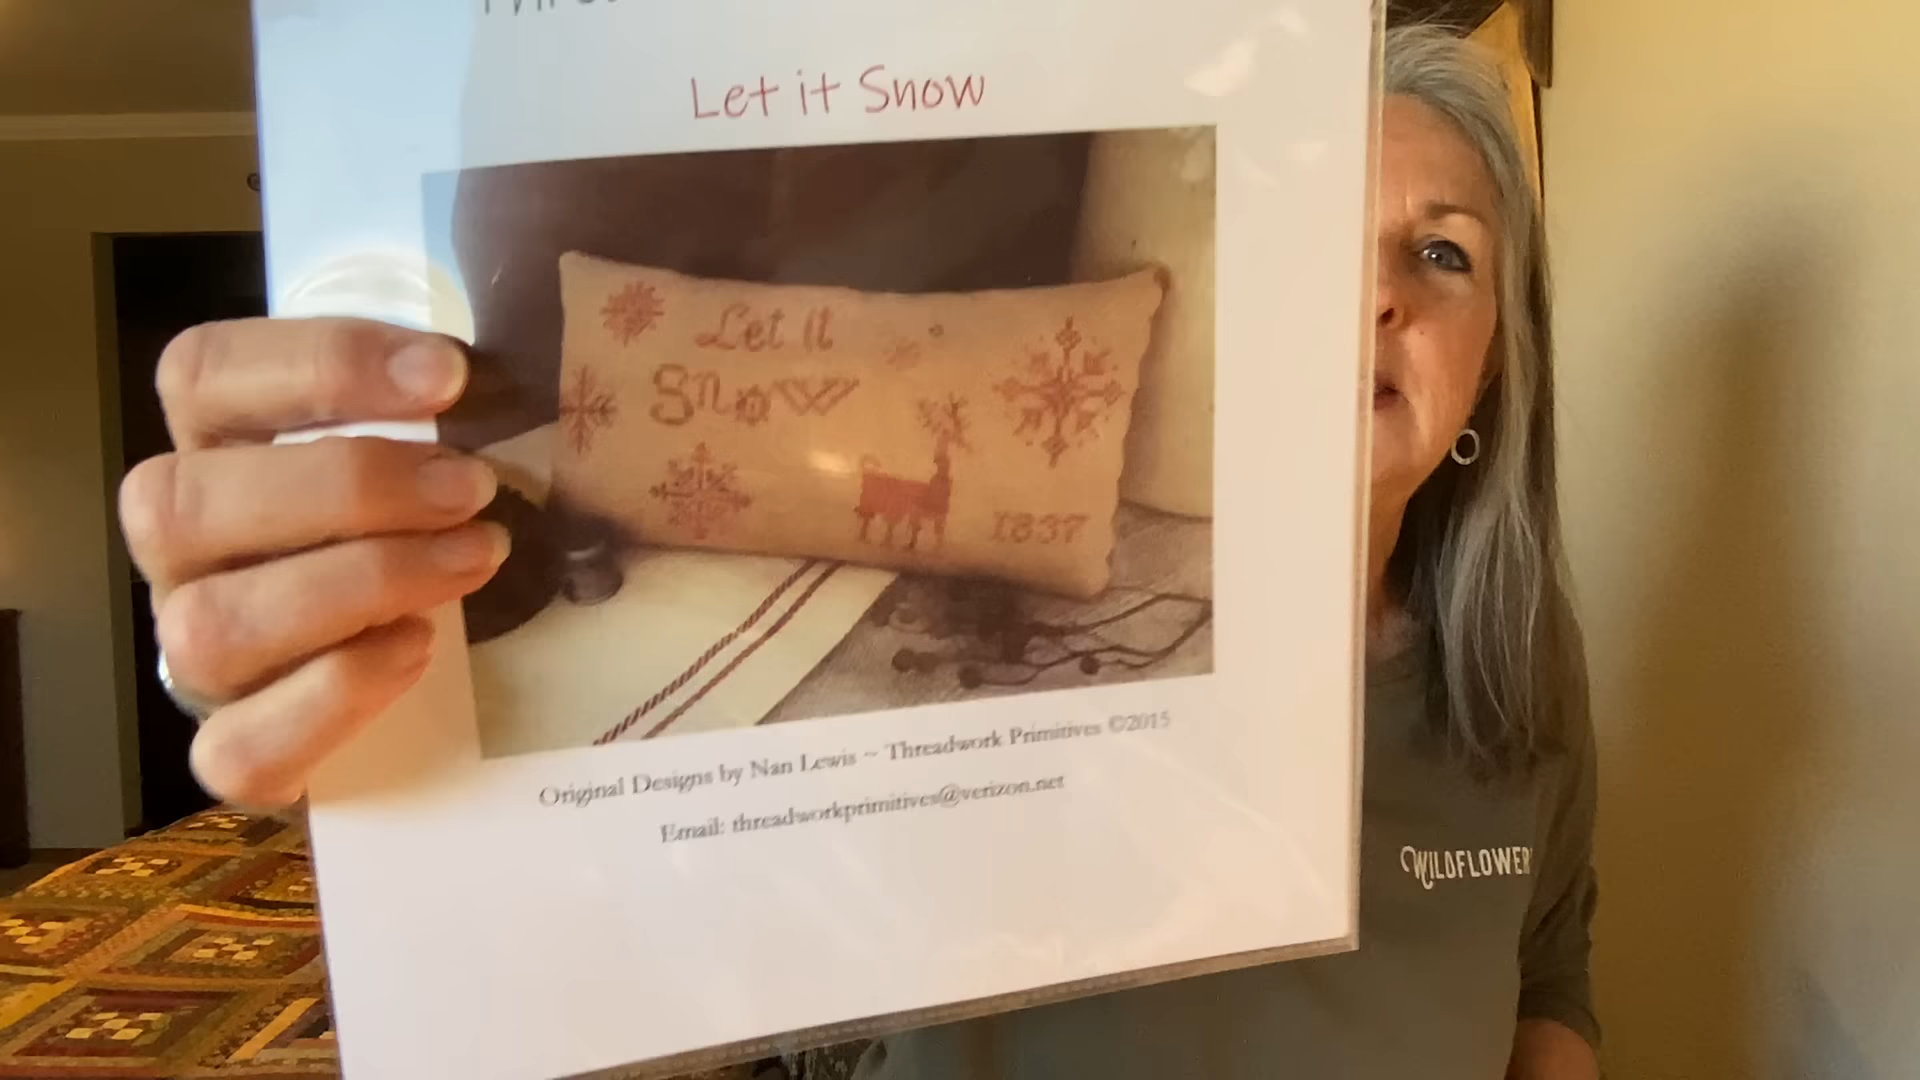 Let it Snow
Let It
Snow
1837
Original Designs by Nan Lewis ~ Threadwork Primitives ©2015
Email: threadworkprimitives@verizon.net
WILDFLOWER